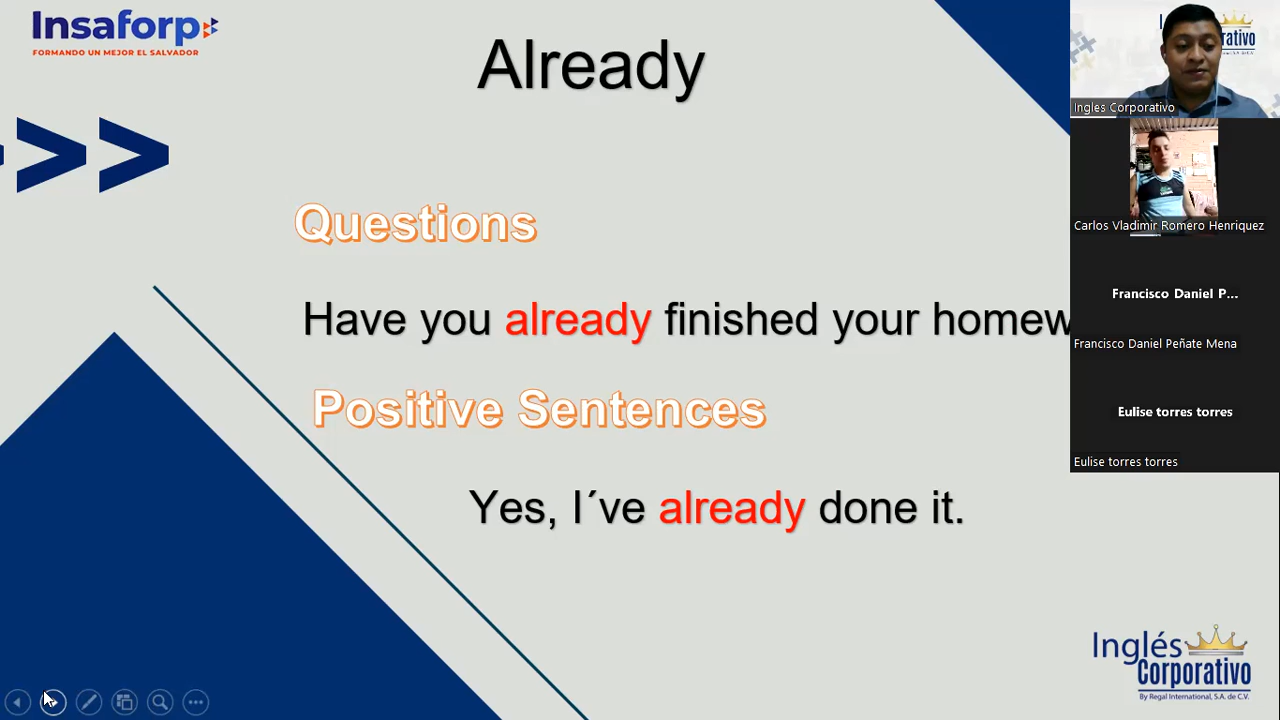 Insaforp
FORMANDO UN MEJOR EL SALVADOR
Already
Questions
Have you already finished your homew
Positive Sentences
Yes, I´ve already done it.
Ingles Corporativo
Carlos Vladimir Romero Henriquez
Francisco Daniel P...
Francisco Daniel Peñate Mena
Eulise torres torres
Eulise torres torres
Inglés
Corporativo
By Regal International, S.A. de C.V.